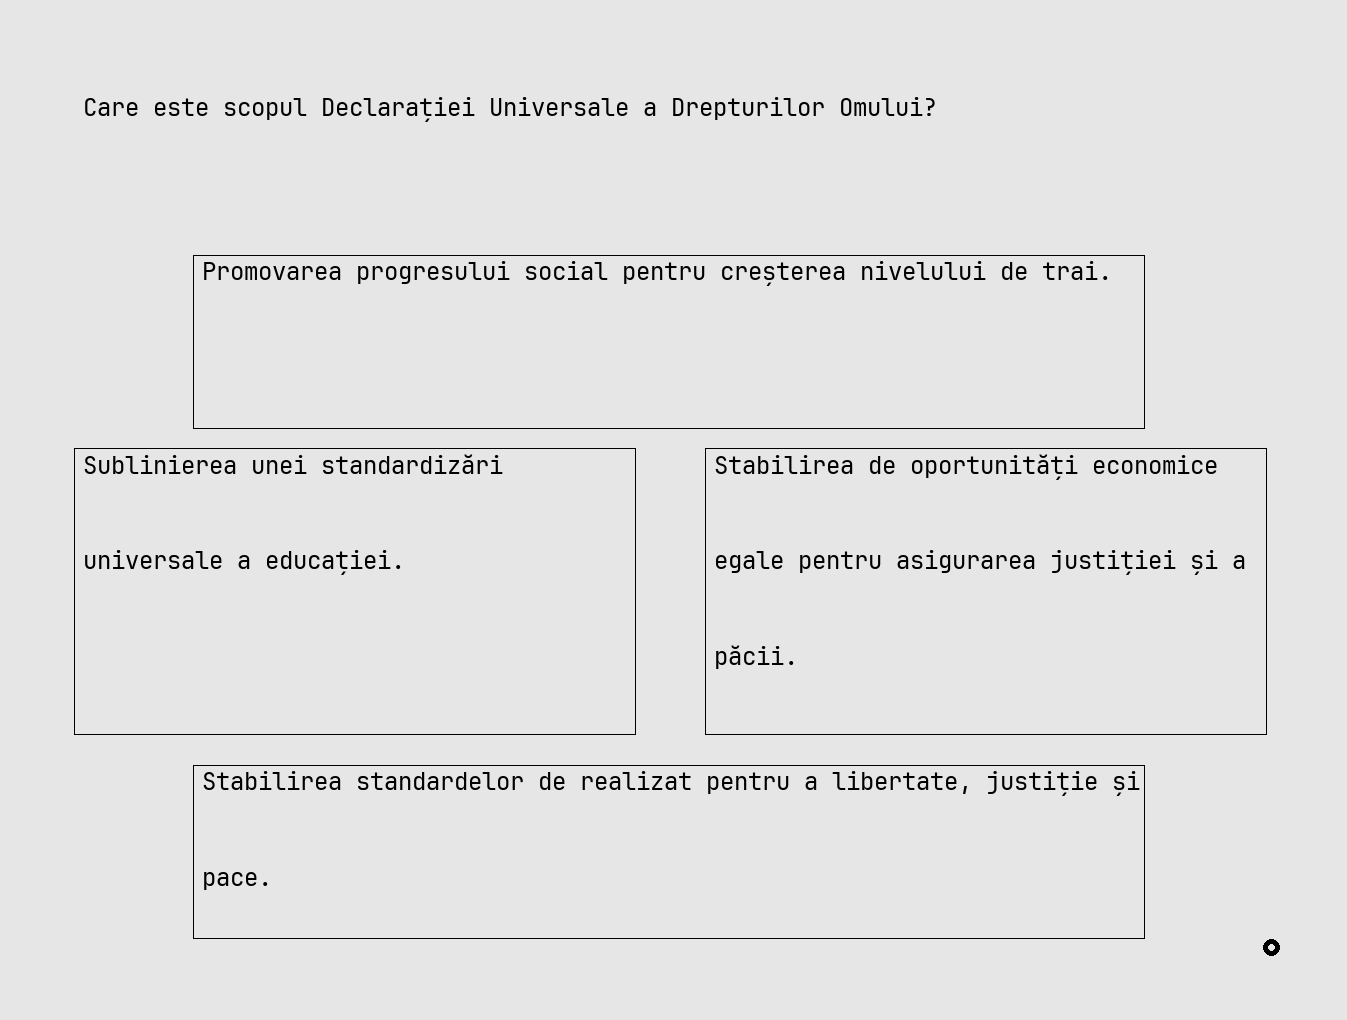 Care este scopul Declarației Universale a Drepturilor Omului?
Promovarea progresului social pentru creșterea nivelului de trai.
Sublinierea unei standardizări
universale a educației.
Stabilirea de oportunități economice
egale pentru asigurarea justiției și a
păcii.
Stabilirea standardelor de realizat pentru a libertate, justiție și
pace.